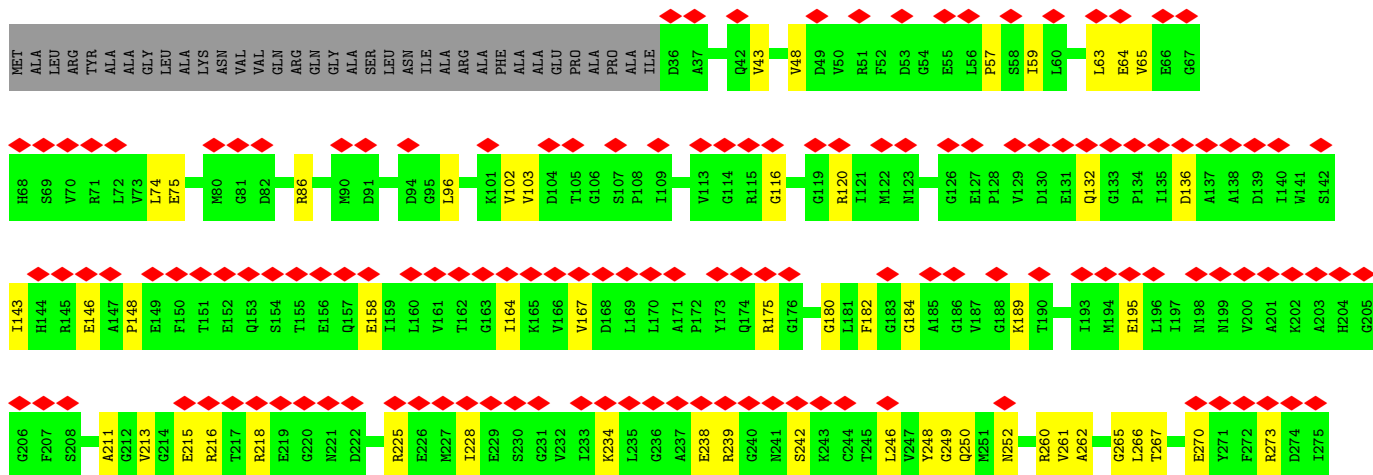 MET ALA LEU ARG TYR ALA ALA GLY LEU ALA LYS ASN VAL VAL GLN ARG GLN GLY ALA SER LEU ASN ILE ALA ARG ALA PHE ALA ALA GLU PRO ALA PRO ALA ILE D36 A37 Q42 V43 V48 D49 V50 R51 F52 D53 G54 E55 L56 P57 S58 I59 L60 L63 E64 V65 E66 G67
H68 S69 V70 R71 L72 V73 L74 E75 M80 G81 D82 R86 M90 D91 D94 G95 L96 K101 V102 V103 D104 T105 G106 S107 P108 I109 V113 G114 R115 G116 G119 R120 I121 M122 N123 G126 E127 P128 V129 D130 E131 Q132 G133 P134 I135 D136 A137 A138 D139 I140 W141 S142
I143 H144 R145 E146 A147 P148 E149 F150 T151 E152 Q153 S154 T155 E156 Q157 E158 I159 L160 V161 T162 G163 I164 K165 V166 V167 D168 L169 L170 A171 P172 Y173 Q174 R175 G176 G180 L181 F182 G183 G184 A185 G186 V187 G188 K189 T190 I193 M194 E195 L196 I197 N198 N199 V200 A201 K202 A203 H204 G205
G206 F207 S208 A211 G212 V213 G214 E215 R216 T217 R218 E219 G220 N221 D222 R225 E226 M227 I228 E229 S230 G231 V232 I233 K234 L235 G236 A237 E238 R239 G240 N241 S242 K243 C244 T245 L246 V247 Y248 G249 Q250 M251 N252 R260 V261 A262 G265 L266 T267 E270 Y271 F272 R273 D274 I275